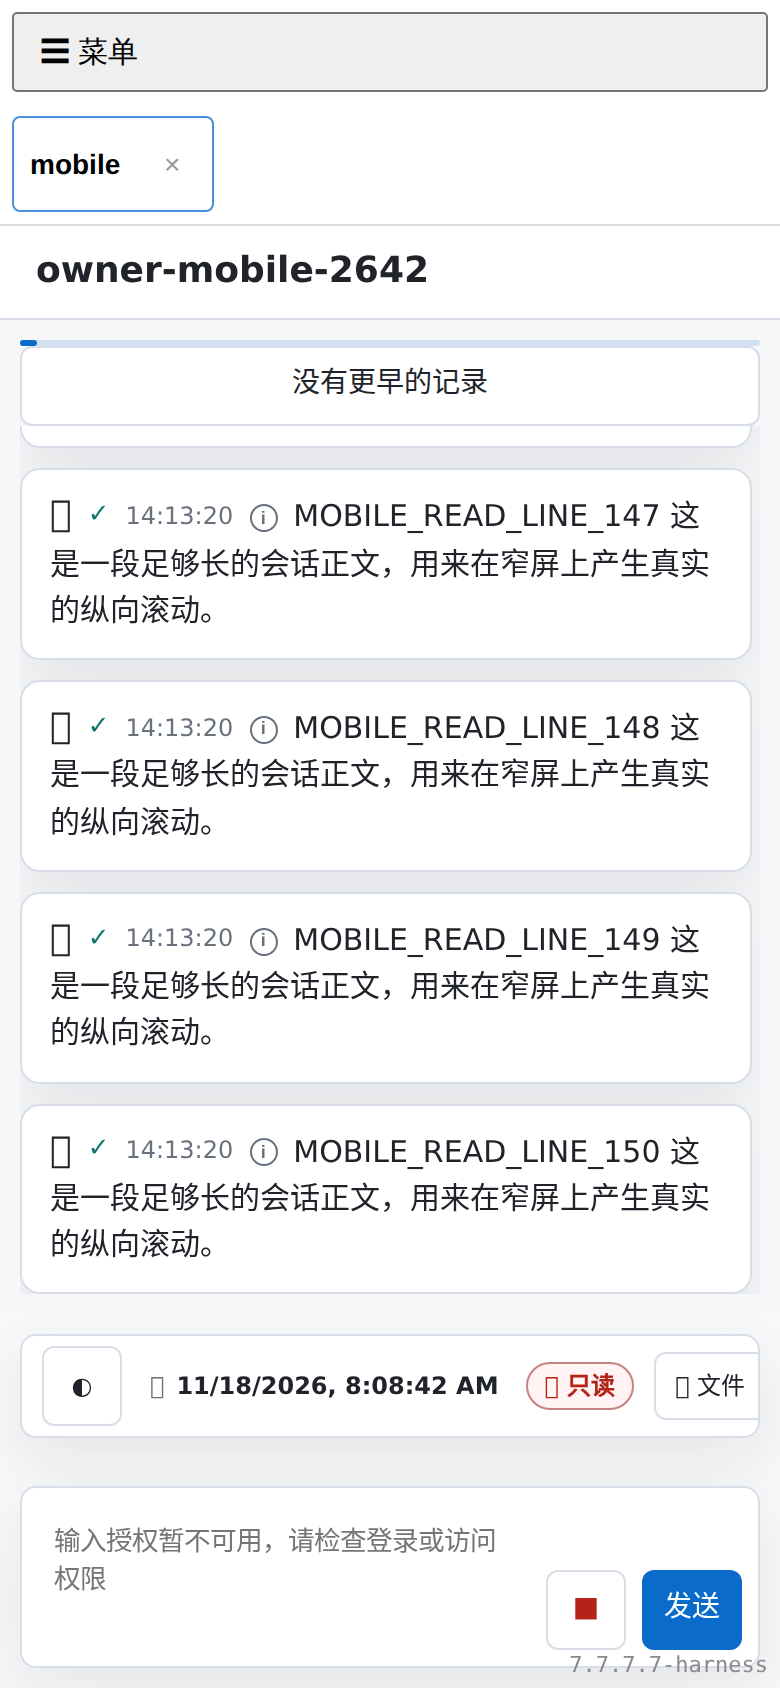 ☰ 菜单
mobile ×
owner-mobile-2642
没有更早的记录
✓ 14:13:20 i MOBILE_READ_LINE_147 这
是一段足够长的会话正文，用来在窄屏上产生真实
的纵向滚动。
✓ 14:13:20 i MOBILE_READ_LINE_148 这
是一段足够长的会话正文，用来在窄屏上产生真实
的纵向滚动。
✓ 14:13:20 i MOBILE_READ_LINE_149 这
是一段足够长的会话正文，用来在窄屏上产生真实
的纵向滚动。
✓ 14:13:20 i MOBILE_READ_LINE_150 这
是一段足够长的会话正文，用来在窄屏上产生真实
的纵向滚动。
11/18/2026, 8:08:42 AM 只读 文件
输入授权暂不可用，请检查登录或访问
权限
发送
7.7.7.7-harness